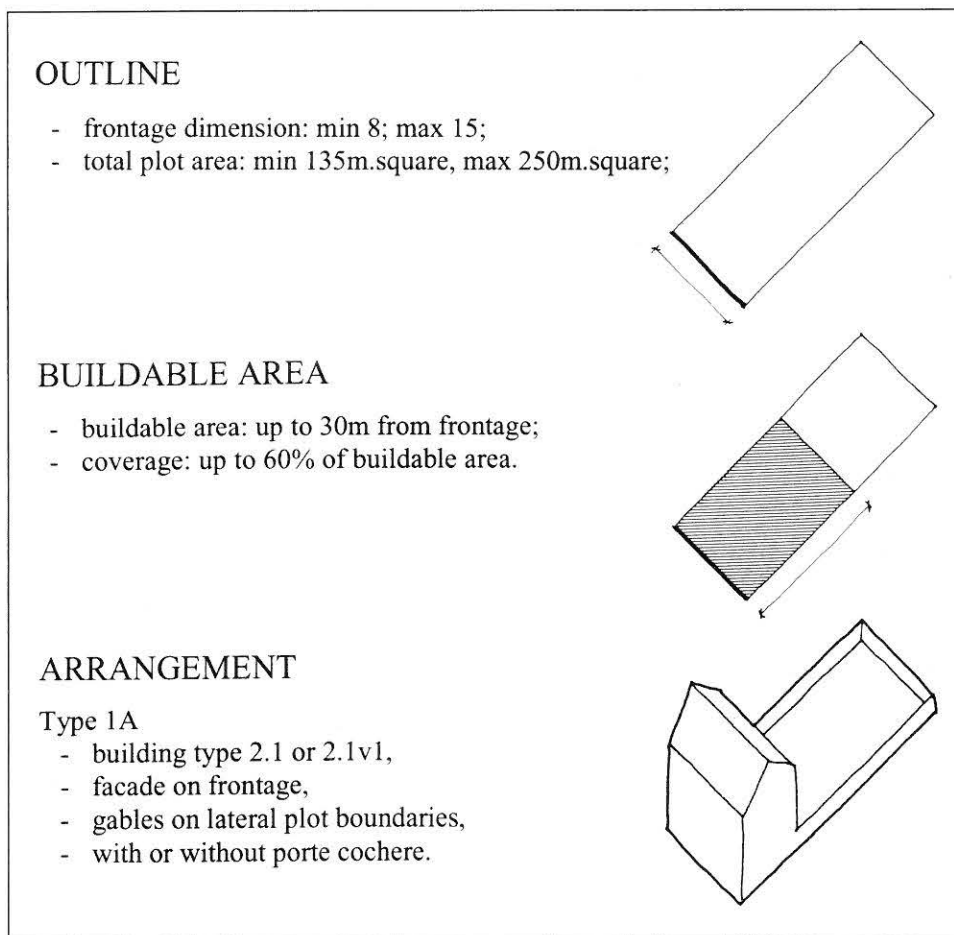 OUTLINE
- frontage dimension: min 8; max 15;
- total plot area: min 135m.square, max 250m.square;
BUILDABLE AREA
- buildable area: up to 30m from frontage;
- coverage: up to 60% of buildable area.
ARRANGEMENT
Type 1A
- building type 2.1 or 2.1v1,
- facade on frontage,
- gables on lateral plot boundaries,
- with or without porte cochere.